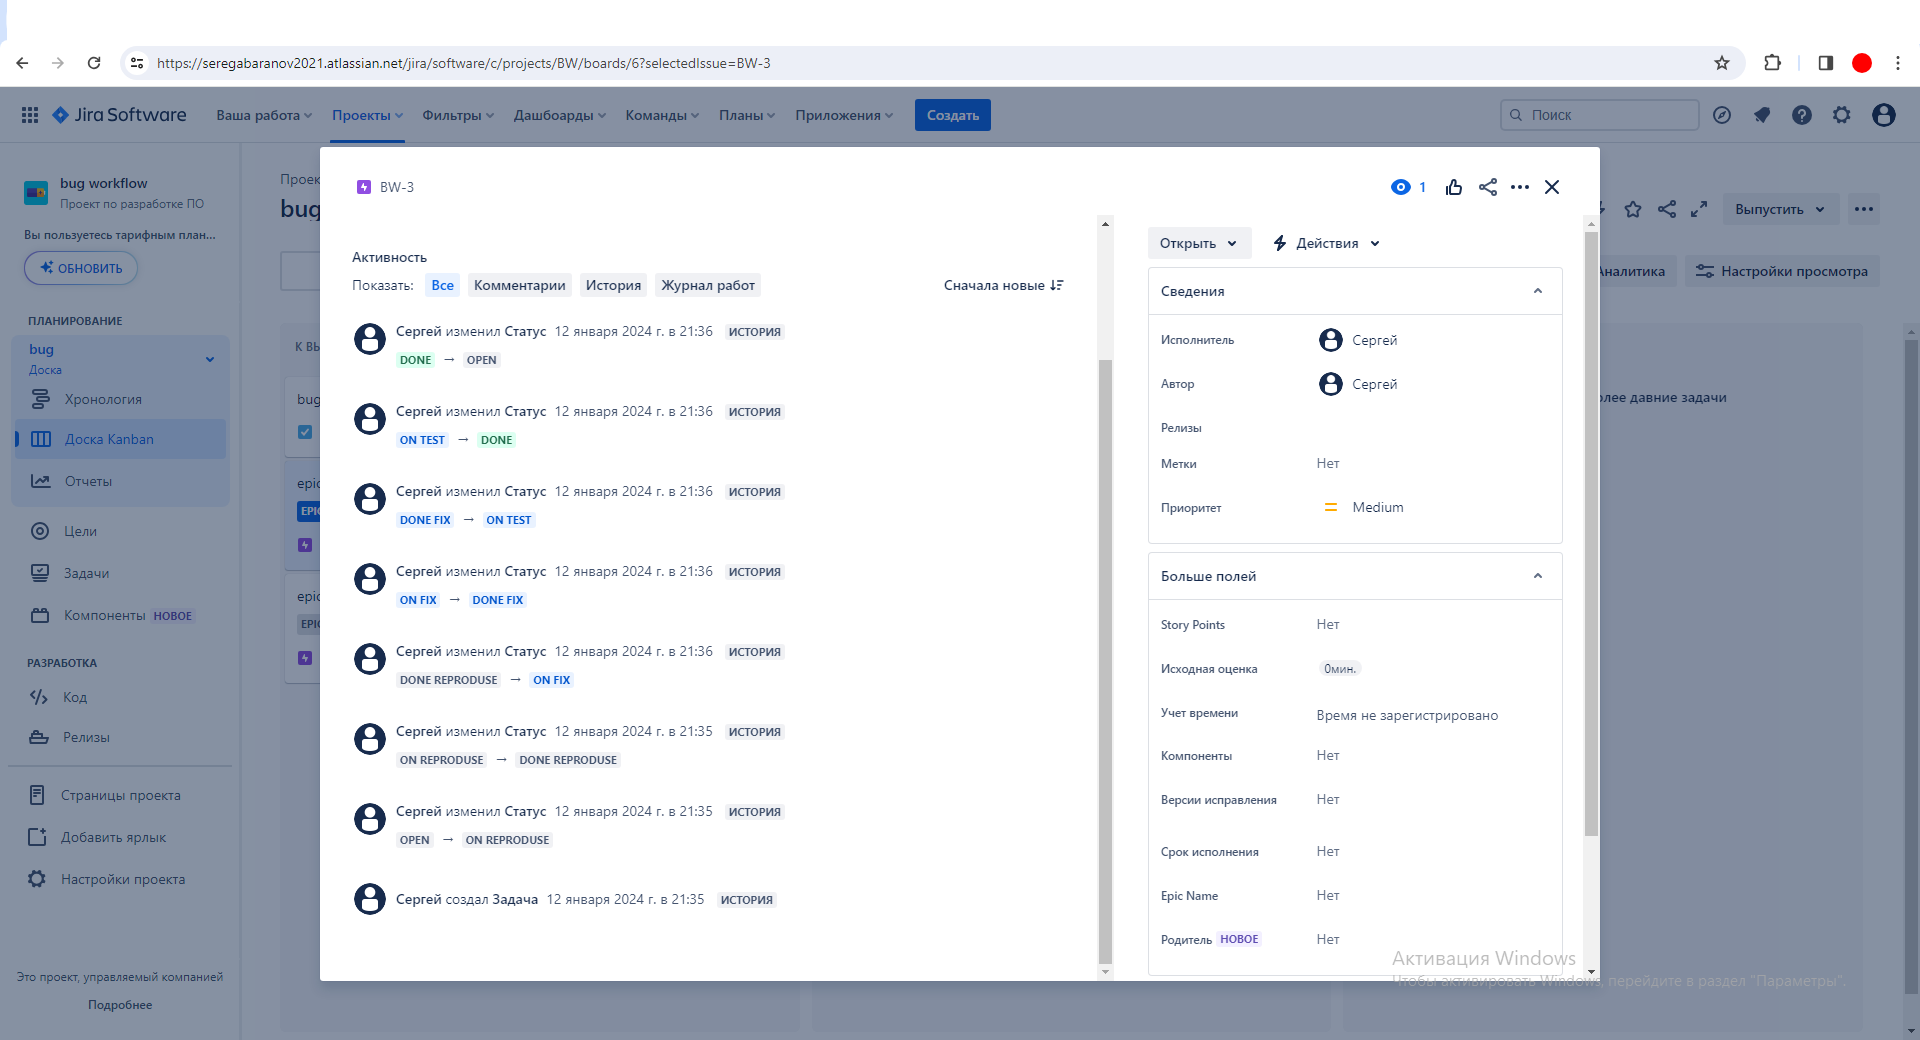 https://seregabaranov2021.atlassian.net/jira/software/c/projects/BW/boards/6?selectedIssue=BW-3
Jira Software
Ваша работа
Проекты
Фильтры
Дашборды
Команды
Планы
Приложения
Создать
Поиск
bug workflow
Проект по разработке ПО
Вы пользуетесь тарифным план...
ОБНОВИТЬ
ПЛАНИРОВАНИЕ
bug
Доска
Хронология
Доска Kanban
Отчеты
Цели
Задачи
Компоненты НОВОЕ
РАЗРАБОТКА
Код
Релизы
Страницы проекта
Добавить ярлык
Настройки проекта
Это проект, управляемый компанией
Подробнее
Проек
bug
К ВЫ
bug
epic
EPIC
epic
EPIC
Выпустить
Аналитика
Настройки просмотра
олее давние задачи
BW-3
1
Активность
Показать:
Все
Комментарии
История
Журнал работ
Сначала новые
Сергей изменил Статус 12 января 2024 г. в 21:36 ИСТОРИЯ
DONE → OPEN
Сергей изменил Статус 12 января 2024 г. в 21:36 ИСТОРИЯ
ON TEST → DONE
Сергей изменил Статус 12 января 2024 г. в 21:36 ИСТОРИЯ
DONE FIX → ON TEST
Сергей изменил Статус 12 января 2024 г. в 21:36 ИСТОРИЯ
ON FIX → DONE FIX
Сергей изменил Статус 12 января 2024 г. в 21:36 ИСТОРИЯ
DONE REPRODUSE → ON FIX
Сергей изменил Статус 12 января 2024 г. в 21:35 ИСТОРИЯ
ON REPRODUSE → DONE REPRODUSE
Сергей изменил Статус 12 января 2024 г. в 21:35 ИСТОРИЯ
OPEN → ON REPRODUSE
Сергей создал Задача 12 января 2024 г. в 21:35 ИСТОРИЯ
Открыть
Действия
Сведения
Исполнитель Сергей
Автор Сергей
Релизы
Метки Нет
Приоритет Medium
Больше полей
Story Points Нет
Исходная оценка 0мин.
Учет времени Время не зарегистрировано
Компоненты Нет
Версии исправления Нет
Срок исполнения Нет
Epic Name Нет
Родитель НОВОЕ Нет
Активация Windows
Чтобы активировать Windows, перейдите в раздел "Параметры".